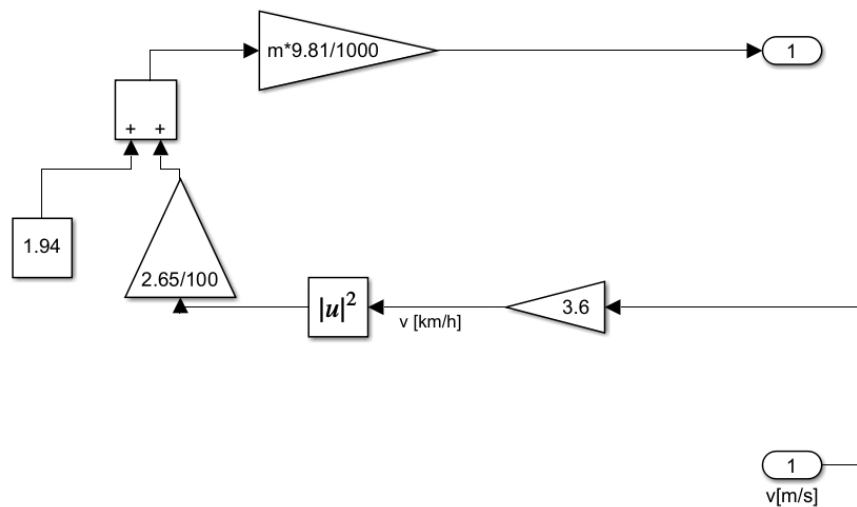 m*9.81/1000
1
+ +
1.94
2.65/100
|u|²
v [km/h]
3.6
1
v[m/s]